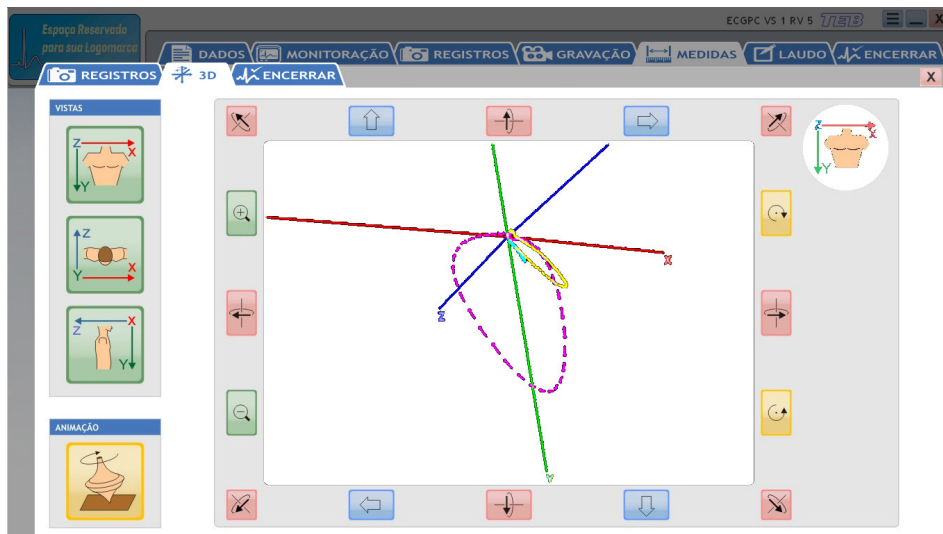 ECGPC VS 1 RV 5 TEB X
Espaço Reservado
para sua Logomarca
DADOS MONITORAÇÃO REGISTROS GRAVAÇÃO MEDIDAS LAUDO ENCERRAR
REGISTROS 3D ENCERRAR X
VISTAS
Z X Y
Z Y X
Z X Y
ANIMAÇÃO
X
Z
Y
Z X Y